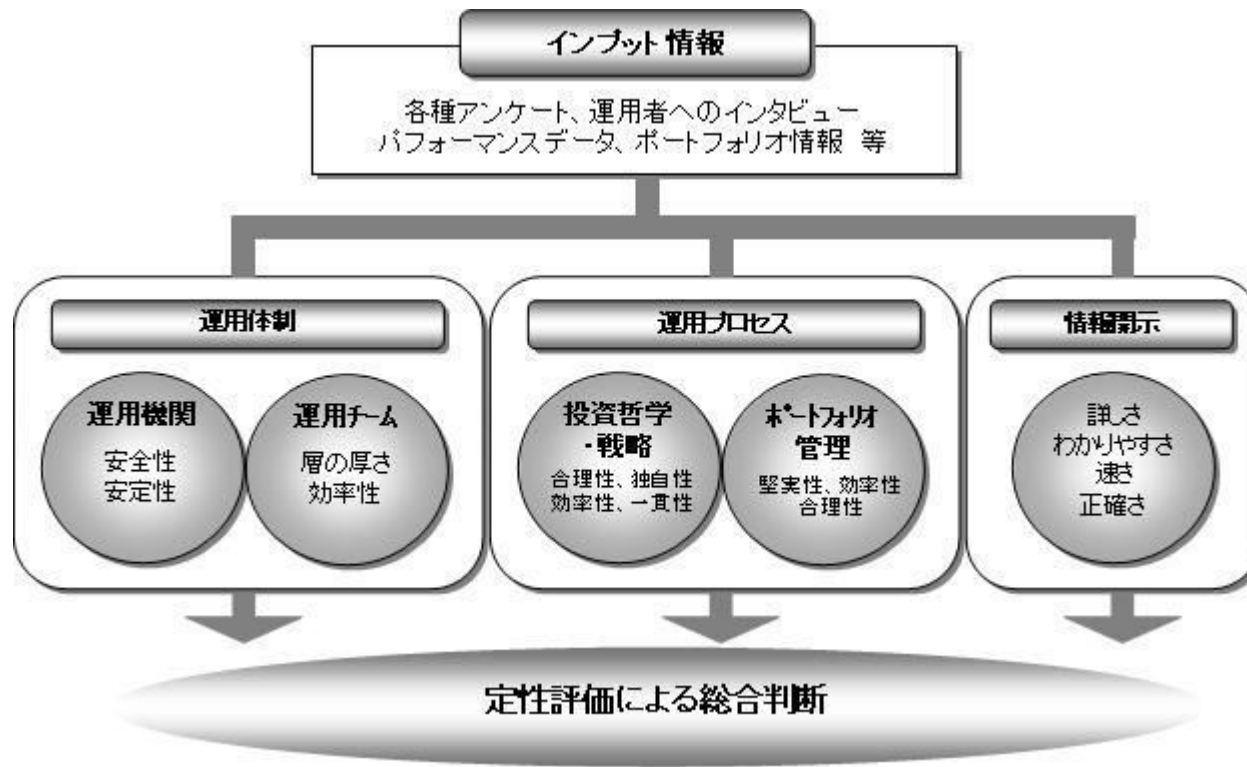 インプット情報
各種アンケート、運用者へのインタビュー
パフォーマンスデータ、ポートフォリオ情報 等
運用体制
運用機関
安全性
安定性
運用チーム
層の厚さ
効率性
運用プロセス
投資哲学
・戦略
合理性、独自性
効率性、一貫性
ポートフォリオ
管理
堅実性、効率性
合理性
情報開示
詳しさ
わかりやすさ
速さ
正確さ
定性評価による総合判断